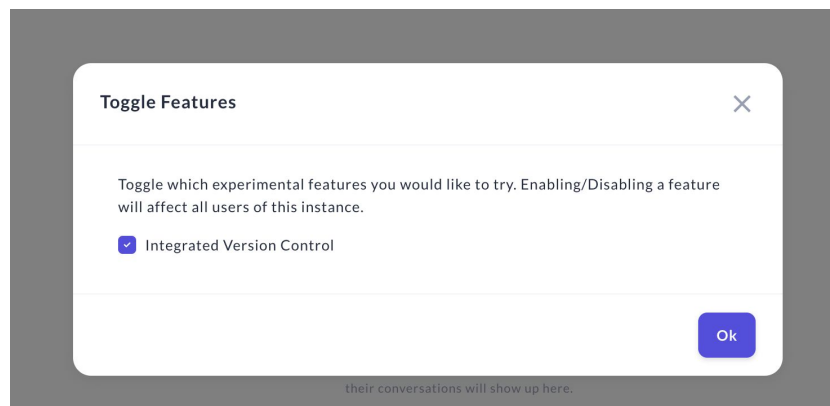 Toggle Features
Toggle which experimental features you would like to try. Enabling/Disabling a feature
will affect all users of this instance.
Integrated Version Control
Ok
their conversations will show up here.